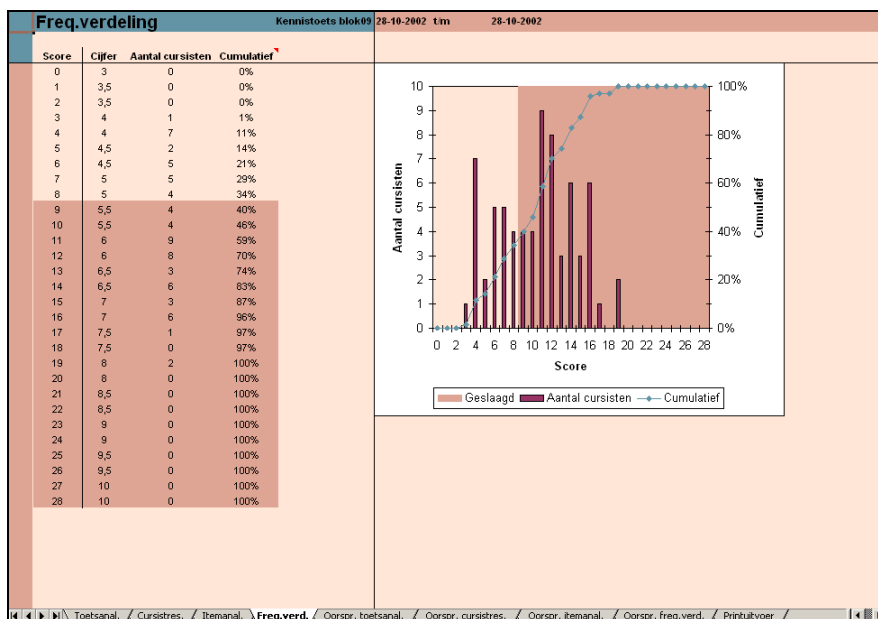 Freq.verdeling Kennistoets blok09 28-10-2002 t/m 28-10-2002
Score Cijfer Aantal cursisten Cumulatief
0 3 0 0%
1 3,5 0 0%
2 3,5 0 0%
3 4 1 1%
4 4 7 11%
5 4,5 2 14%
6 4,5 5 21%
7 5 5 29%
8 5 4 34%
9 5,5 4 40%
10 5,5 4 46%
11 6 9 59%
12 6 8 70%
13 6,5 3 74%
14 6,5 6 83%
15 7 3 87%
16 7 6 96%
17 7,5 1 97%
18 7,5 0 97%
19 8 2 100%
20 8 0 100%
21 8,5 0 100%
22 8,5 0 100%
23 9 0 100%
24 9 0 100%
25 9,5 0 100%
26 9,5 0 100%
27 10 0 100%
28 10 0 100%
Aantal cursisten
10
9
8
7
6
5
4
3
2
1
0
100%
80%
60%
40%
20%
0%
Cumulatief
0 2 4 6 8 10 12 14 16 18 20 22 24 26 28
Score
Geslaagd Aantal cursisten Cumulatief
Toetsanal. Cursistres. Itemanal. Freq.verd. Oorspr. toetsanal. Oorspr. cursistres. Oorspr. itemanal. Oorspr. freq.verd. Printuitvoer